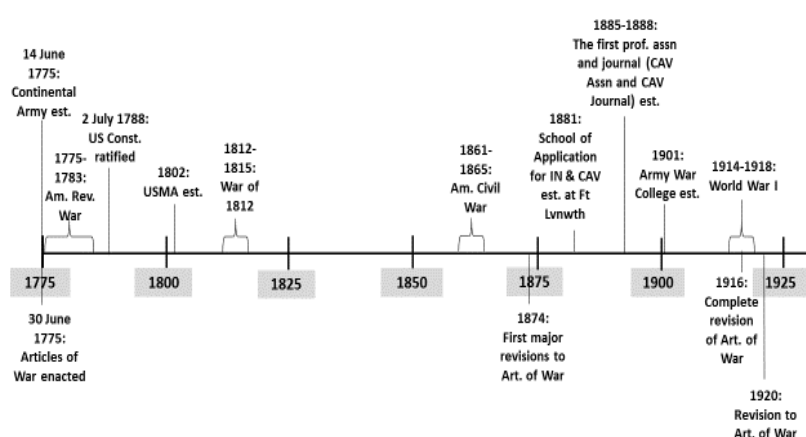 14 June
1775:
Continental
Army est.
1775-
1783:
Am. Rev.
War
2 July 1788:
US Const.
ratified
1802:
USMA est.
1812-
1815:
War of
1812
1861-
1865:
Am. Civil
War
1881:
School of
Application
for IN & CAV
est. at Ft
Lvnwth
1885-1888:
The first prof. assn
and journal (CAV
Assn and CAV
Journal) est.
1901:
Army War
College est.
1914-1918:
World War I
1775
1800
1825
1850
1875
1900
1925
30 June
1775:
Articles of
War enacted
1874:
First major
revisions to
Art. of War
1916:
Complete
revision
of Art. of
War
1920:
Revision to
Art. of War